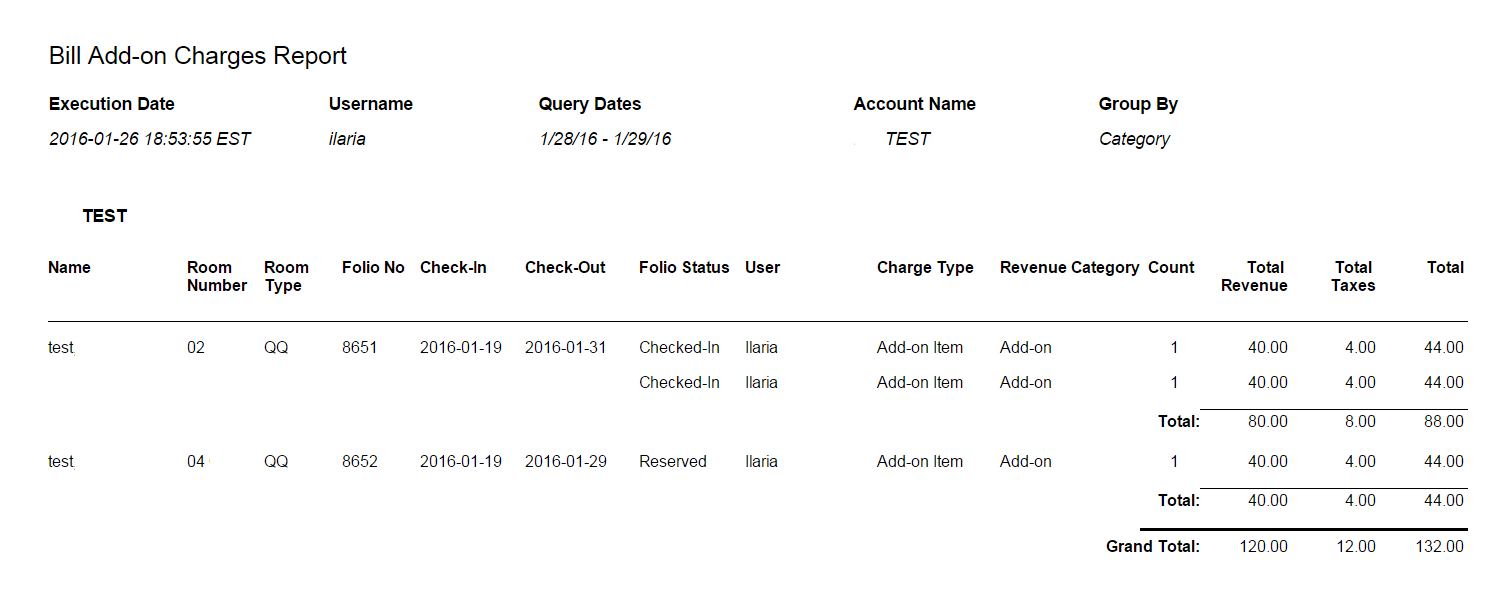 Bill Add-on Charges Report
Execution Date Username Query Dates Account Name Group By
2016-01-26 18:53:55 EST ilaria 1/28/16 - 1/29/16 TEST Category
TEST
Name Room Number Room Type Folio No Check-In Check-Out Folio Status User Charge Type Revenue Category Count Total Revenue Total Taxes Total
test, 02 QQ 8651 2016-01-19 2016-01-31 Checked-In Ilaria Add-on Item Add-on 1 40.00 4.00 44.00
Checked-In Ilaria Add-on Item Add-on 1 40.00 4.00 44.00
Total: 80.00 8.00 88.00
test, 04 QQ 8652 2016-01-19 2016-01-29 Reserved Ilaria Add-on Item Add-on 1 40.00 4.00 44.00
Total: 40.00 4.00 44.00
Grand Total: 120.00 12.00 132.00